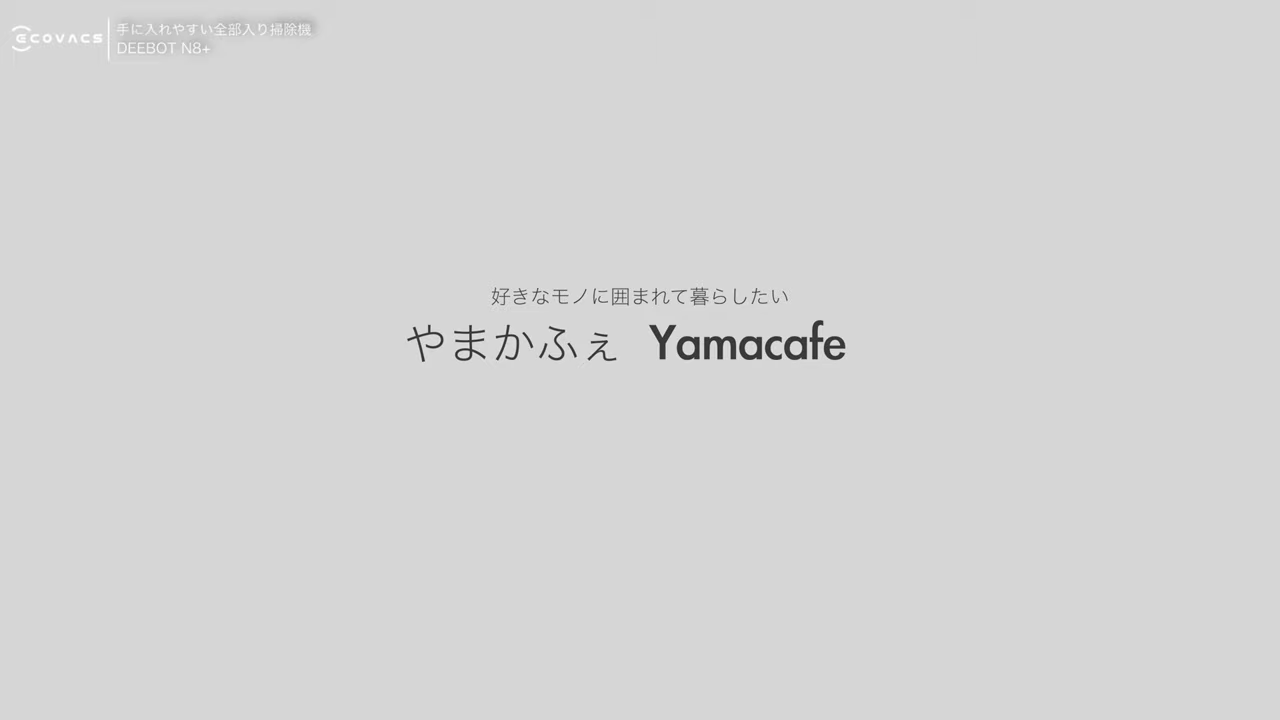 ECOVACS
手に入れやすい全部入り掃除機
DEEBOT N8+
好きなモノに囲まれて暮らしたい
やまかふぇ Yamacafe